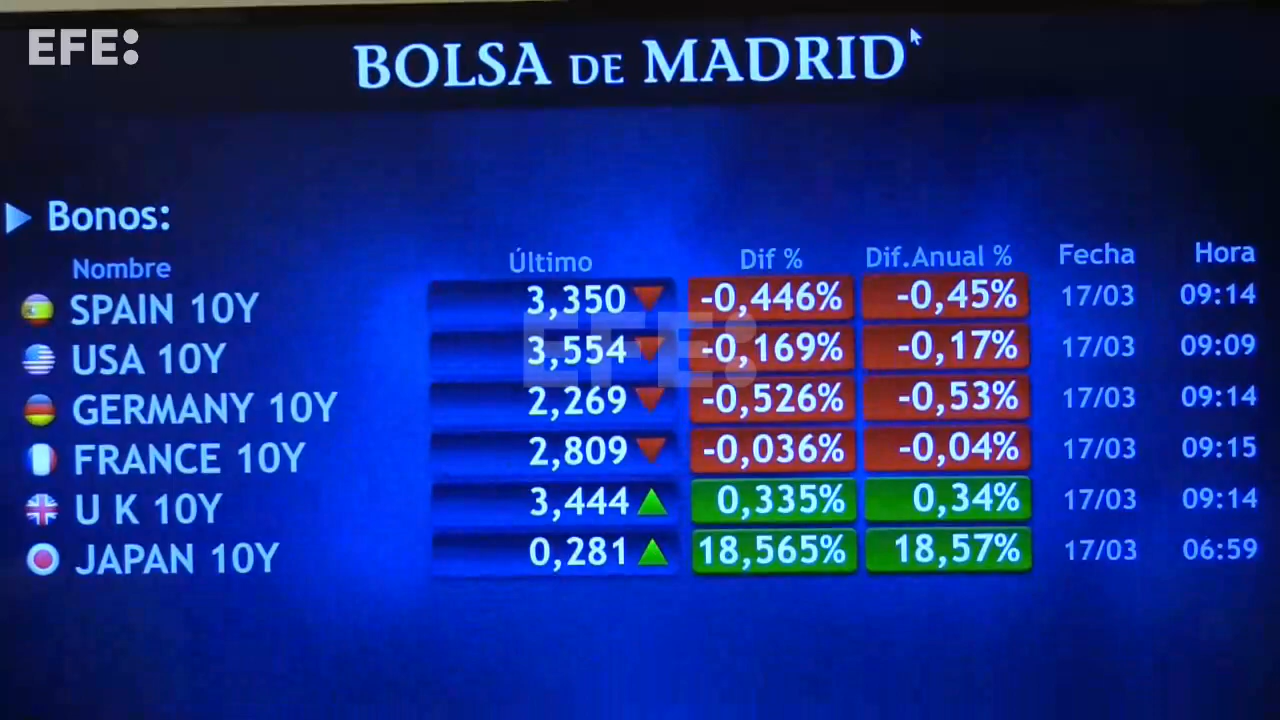 EFE:
BOLSA DE MADRID
Bonos:
Nombre Último Dif % Dif.Anual % Fecha Hora
SPAIN 10Y 3,350 -0,446% -0,45% 17/03 09:14
USA 10Y 3,554 -0,169% -0,17% 17/03 09:09
GERMANY 10Y 2,269 -0,526% -0,53% 17/03 09:14
FRANCE 10Y 2,809 -0,036% -0,04% 17/03 09:15
U K 10Y 3,444 0,335% 0,34% 17/03 09:14
JAPAN 10Y 0,281 18,565% 18,57% 17/03 06:59
EFE: